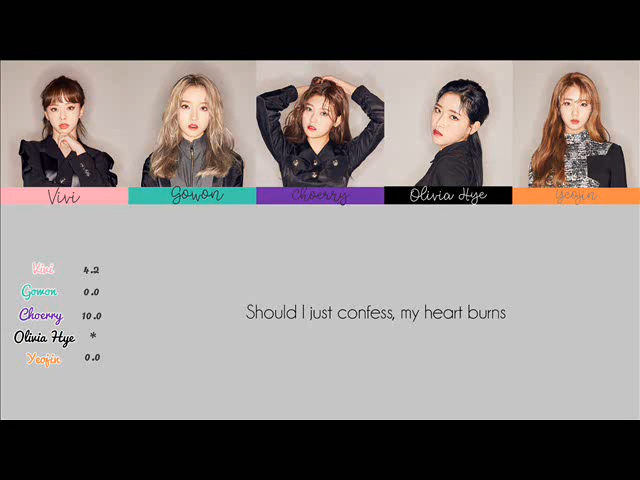 Vivi Gowon Choerry Olivia Hye Yeojin
Vivi 4.2
Gowon 0.0
Choerry 10.0
Olivia Hye *
Yeojin 0.0
Should I just confess, my heart burns